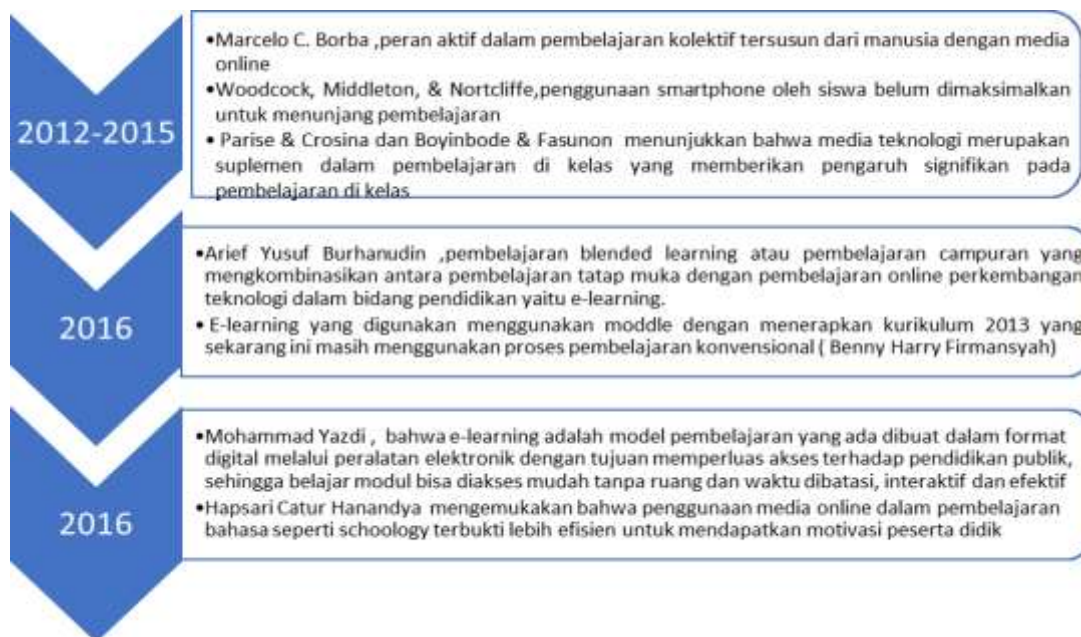 2012-2015
•Marcelo C. Borba ,peran aktif dalam pembelajaran kolektif tersusun dari manusia dengan media
online
•Woodcock, Middleton, & Nortcliffe,penggunaan smartphone oleh siswa belum dimaksimalkan
untuk menunjang pembelajaran
• Parise & Crosina dan Boyinbode & Fasunon menunjukkan bahwa media teknologi merupakan
suplemen dalam pembelajaran di kelas yang memberikan pengaruh signifikan pada
pembelajaran di kelas
2016
•Arief Yusuf Burhanudin ,pembelajaran blended learning atau pembelajaran campuran yang
mengkombinasikan antara pembelajaran tatap muka dengan pembelajaran online perkembangan
teknologi dalam bidang pendidikan yaitu e-learning.
• E-learning yang digunakan menggunakan moddle dengan menerapkan kurikulum 2013 yang
sekarang ini masih menggunakan proses pembelajaran konvensional ( Benny Harry Firmansyah)
2016
•Mohammad Yazdi , bahwa e-learning adalah model pembelajaran yang ada dibuat dalam format
digital melalui peralatan elektronik dengan tujuan memperluas akses terhadap pendidikan publik,
sehingga belajar modul bisa diakses mudah tanpa ruang dan waktu dibatasi, interaktif dan efektif
•Hapsari Catur Hanandya mengemukakan bahwa penggunaan media online dalam pembelajaran
bahasa seperti schoology terbukti lebih efisien untuk mendapatkan motivasi peserta didik